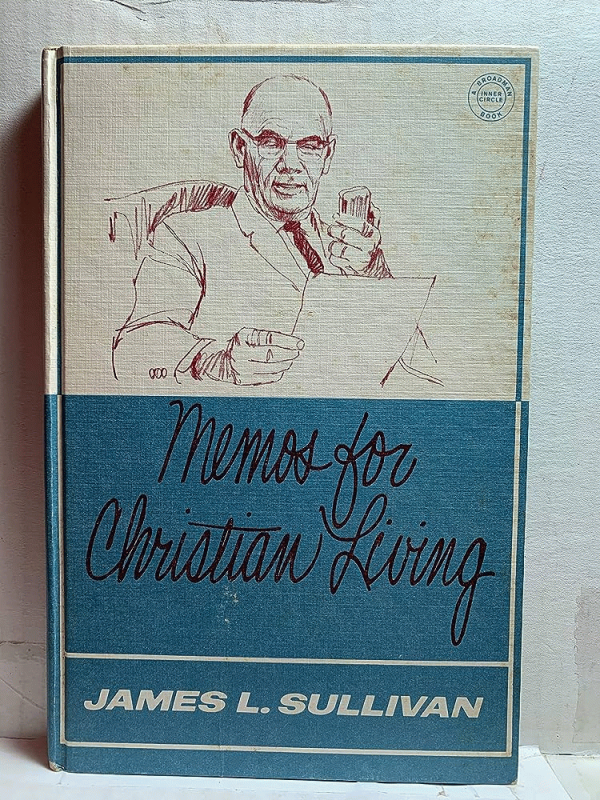 A BROADMAN
INNER
CIRCLE
BOOK
Memos for
Christian Living
JAMES L. SULLIVAN